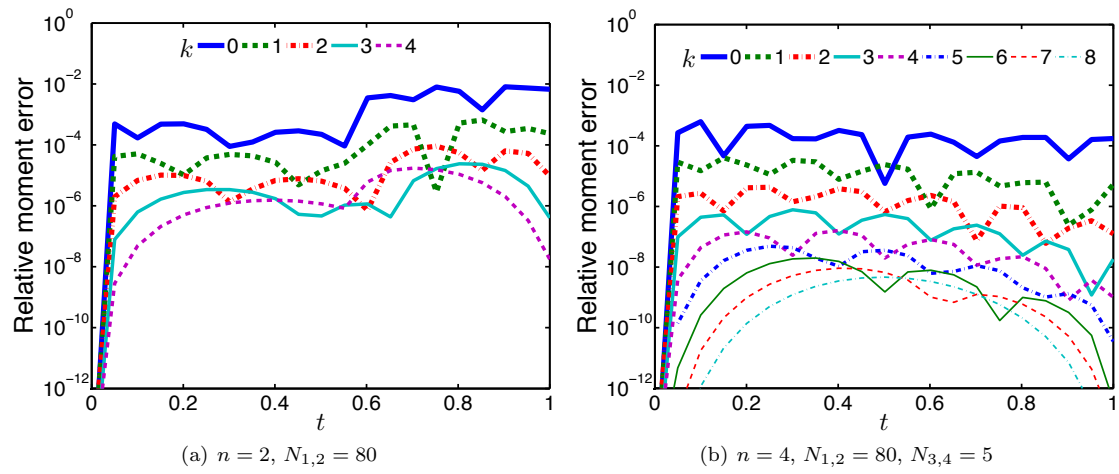 10^0
10^-2
10^-4
10^-6
10^-8
10^-10
10^-12
Relative moment error
k 0 1 2 3 4
0 0.2 0.4 0.6 0.8 1
t
(a) n = 2, N_{1,2} = 80
10^0
10^-2
10^-4
10^-6
10^-8
10^-10
10^-12
Relative moment error
k 0 1 2 3 4 5 6 7 8
0 0.2 0.4 0.6 0.8 1
t
(b) n = 4, N_{1,2} = 80, N_{3,4} = 5